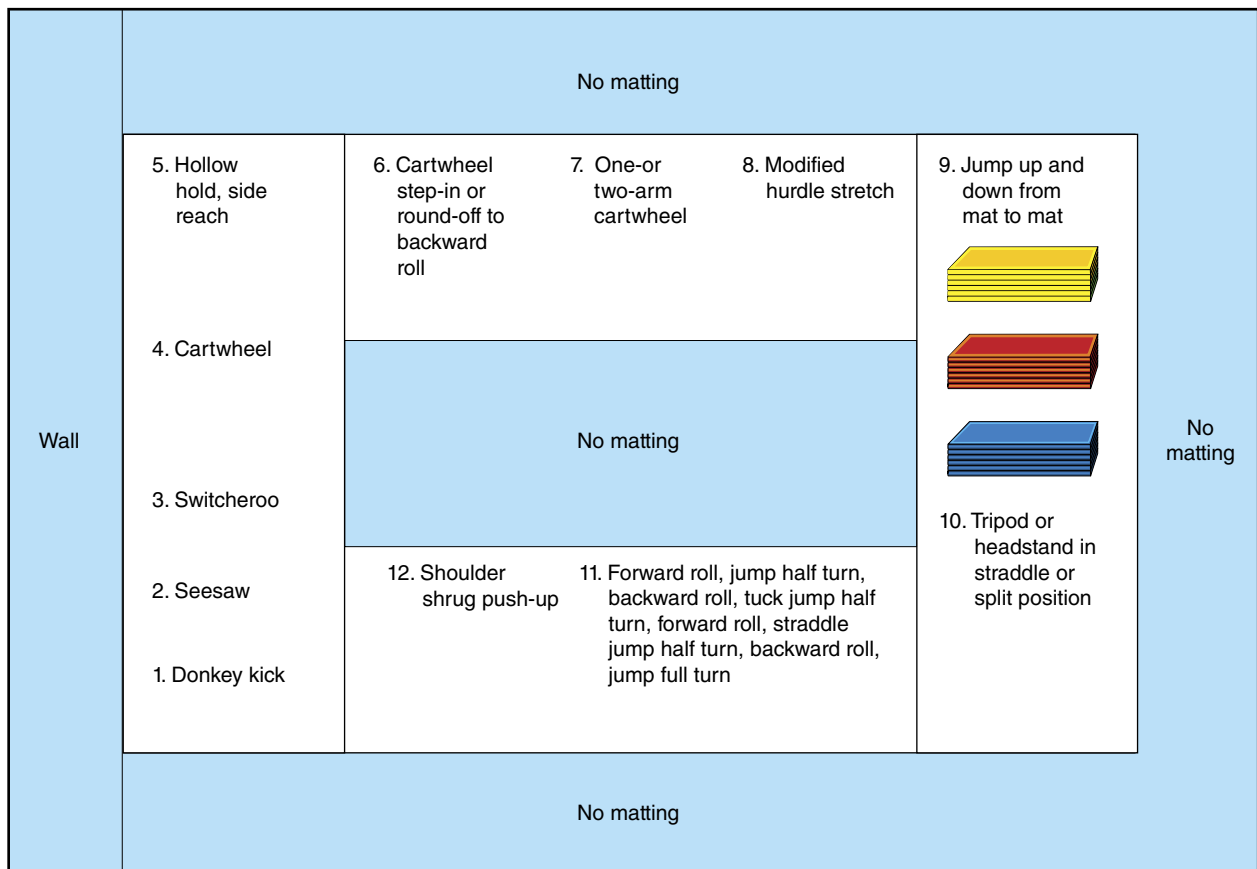 No matting
5. Hollow
hold, side
reach
6. Cartwheel
step-in or
round-off to
backward
roll
7. One-or
two-arm
cartwheel
8. Modified
hurdle stretch
9. Jump up and
down from
mat to mat
4. Cartwheel
Wall
No matting
No
matting
3. Switcheroo
10. Tripod or
headstand in
straddle or
split position
2. Seesaw
12. Shoulder
shrug push-up
11. Forward roll, jump half turn,
backward roll, tuck jump half
turn, forward roll, straddle
jump half turn, backward roll,
jump full turn
1. Donkey kick
No matting